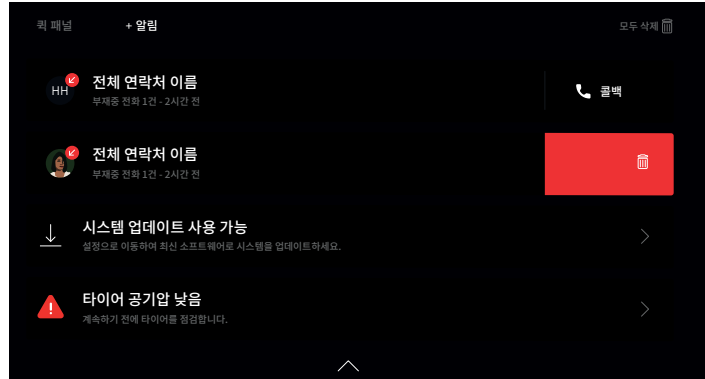 퀵 패널
+ 알림
모두 삭제
HH
전체 연락처 이름
부재중 전화 1건 - 2시간 전
콜백
전체 연락처 이름
부재중 전화 1건 - 2시간 전
시스템 업데이트 사용 가능
설정으로 이동하여 최신 소프트웨어로 시스템을 업데이트하세요.
타이어 공기압 낮음
계속하기 전에 타이어를 점검합니다.